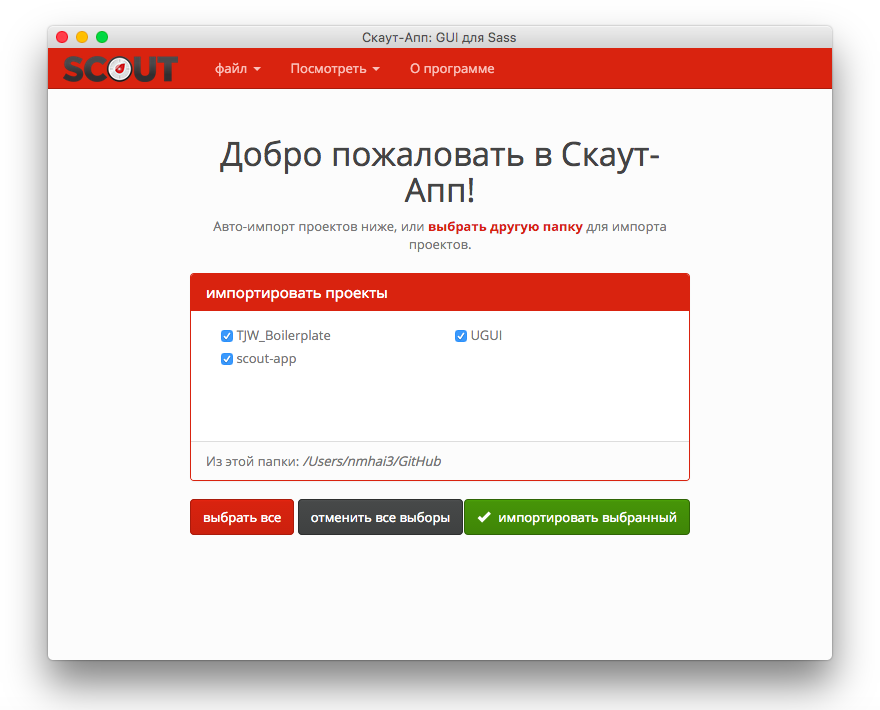 Скаут-Апп: GUI для Sass
SCOUT файл Посмотреть О программе
Добро пожаловать в Скаут-
Апп!
Авто-импорт проектов ниже, или выбрать другую папку для импорта
проектов.
импортировать проекты
TJW_Boilerplate UGUI
scout-app
Из этой папки: /Users/nmhai3/GitHub
выбрать все отменить все выборы импортировать выбранный